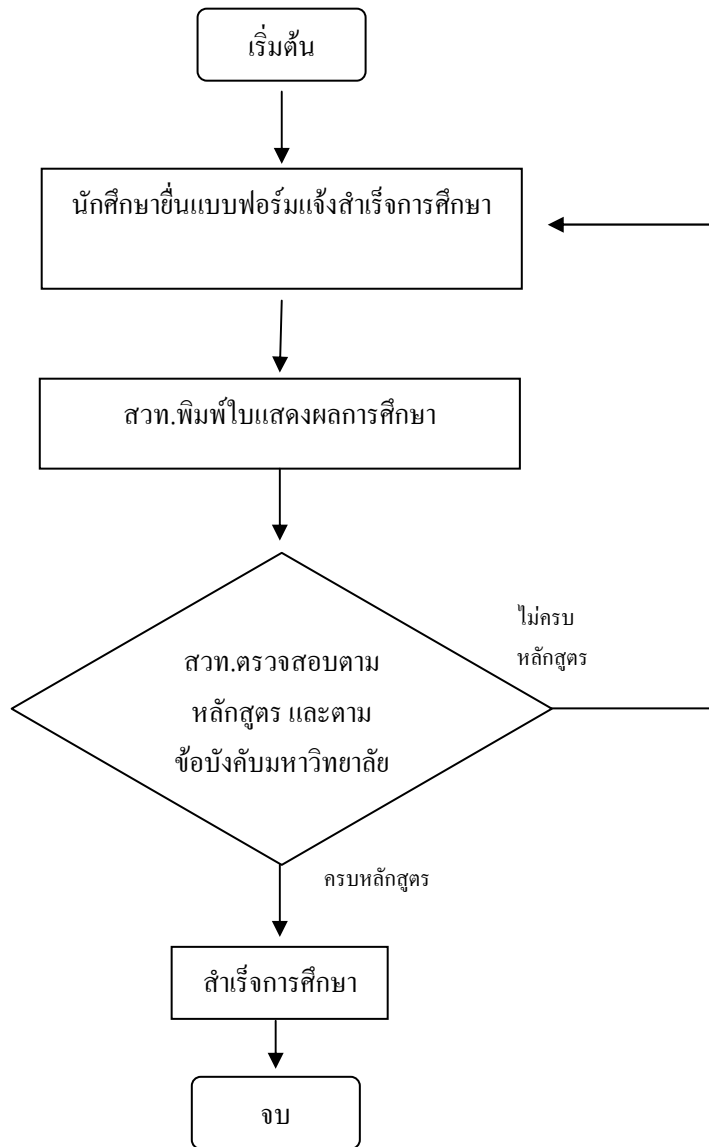 เริ่มต้น
นักศึกษายื่นแบบฟอร์มแจ้งสำเร็จการศึกษา
สวท.พิมพ์ใบแสดงผลการศึกษา
สวท.ตรวจสอบตาม
หลักสูตร และตาม
ข้อบังคับมหาวิทยาลัย
ไม่ครบ
หลักสูตร
ครบหลักสูตร
สำเร็จการศึกษา
จบ